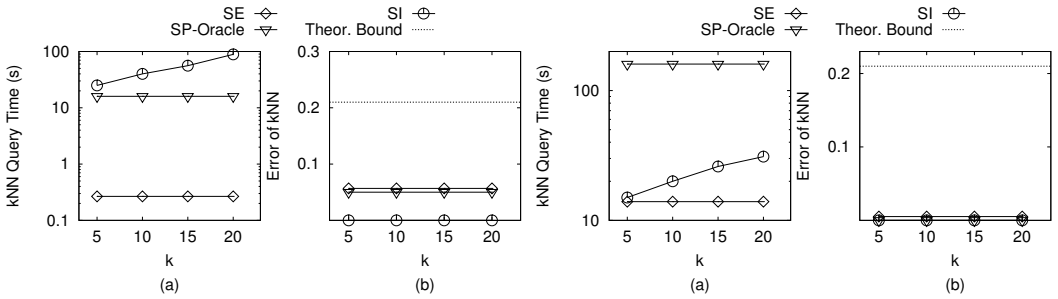 SE
SP-Oracle
SI
Theor. Bound
kNN Query Time (s)
100
10
1
0.1
5 10 15 20
k
(a)
Error of kNN
0.3
0.2
0.1
5 10 15 20
k
(b)
SE
SP-Oracle
SI
Theor. Bound
kNN Query Time (s)
100
10
5 10 15 20
k
(a)
Error of kNN
0.2
0.1
5 10 15 20
k
(b)